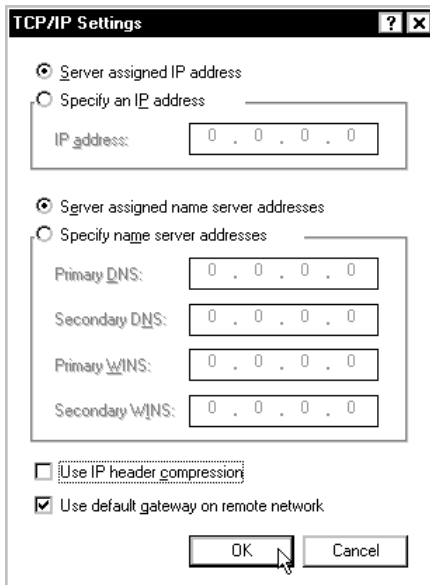 TCP/IP Settings ? X
Server assigned IP address
Specify an IP address
IP address: 0 . 0 . 0 . 0
Server assigned name server addresses
Specify name server addresses
Primary DNS: 0 . 0 . 0 . 0
Secondary DNS: 0 . 0 . 0 . 0
Primary WINS: 0 . 0 . 0 . 0
Secondary WINS: 0 . 0 . 0 . 0
Use IP header compression
Use default gateway on remote network
OK Cancel